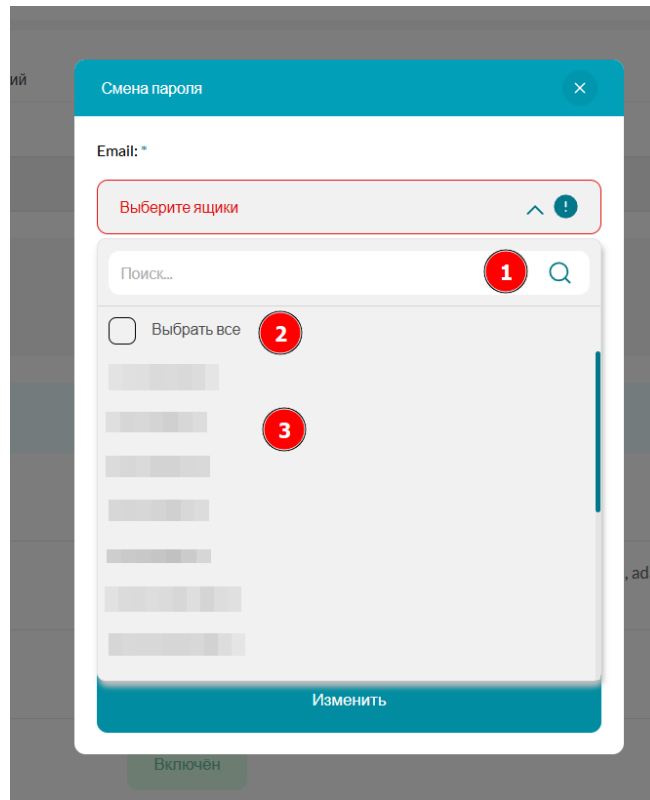 ий
Смена пароля
Email: *
Выберите ящики
!
Поиск...
1
Выбрать все
2
3
, ad
Изменить
Включён